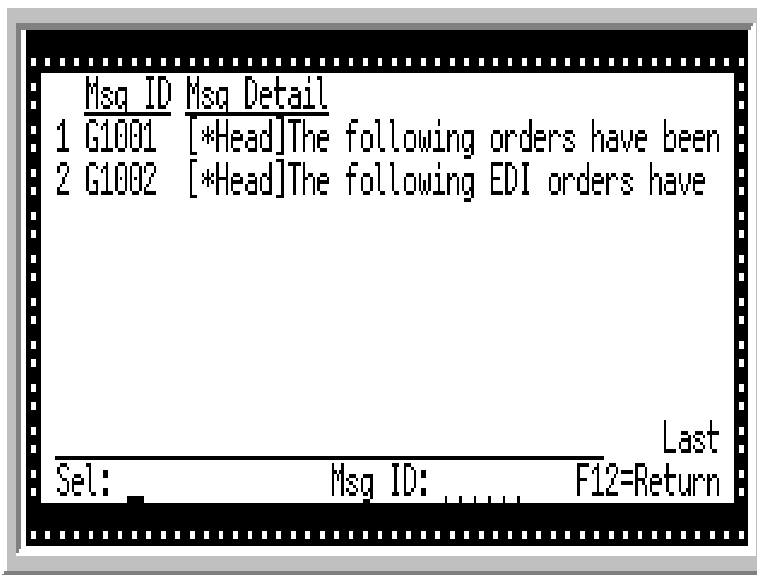 Msg ID Msg Detail
1 G1001 [*Head]The following orders have been
2 G1002 [*Head]The following EDI orders have
Last
Sel: Msg ID: F12=Return